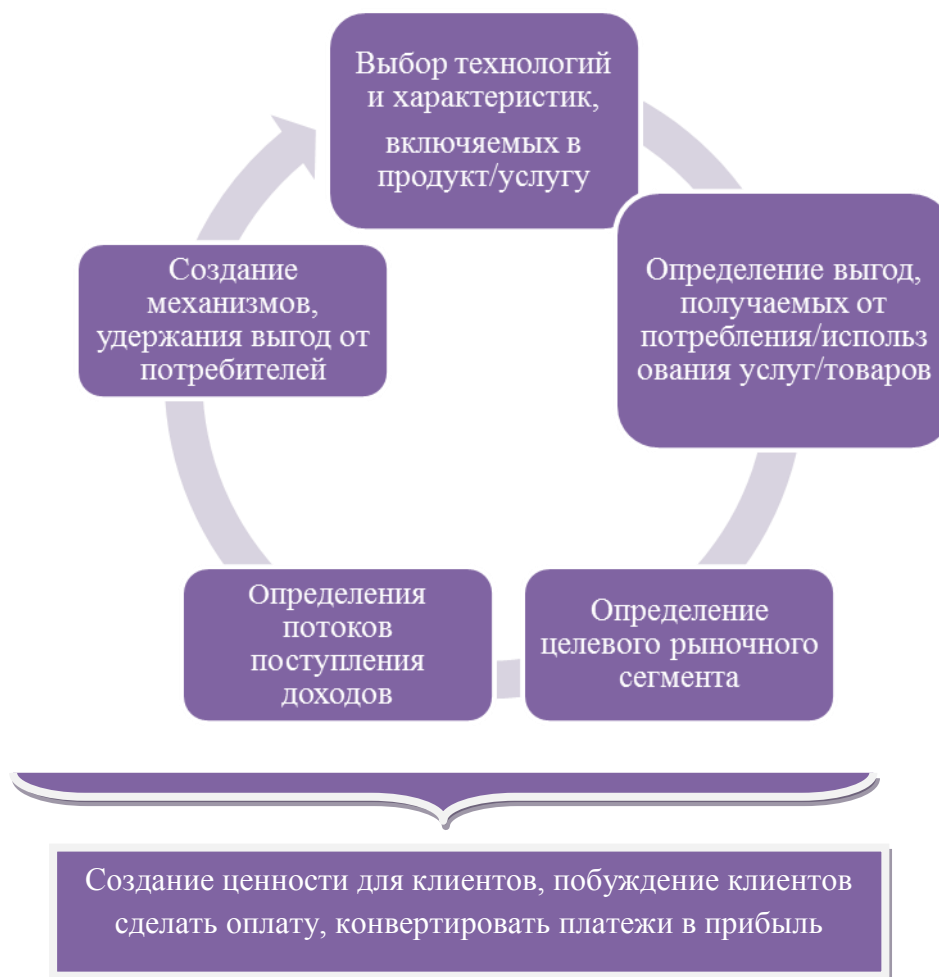 Выбор технологий
и характеристик,
включяемых в
продукт/услугу
Определение выгод,
получаемых от
потребления/использ
ования услуг/товаров
Определение
целевого рыночного
сегмента
Определения
потоков
поступления
доходов
Создание
механизмов,
удержания выгод от
потребителей
Создание ценности для клиентов, побуждение клиентов
сделать оплату, конвертировать платежи в прибыль